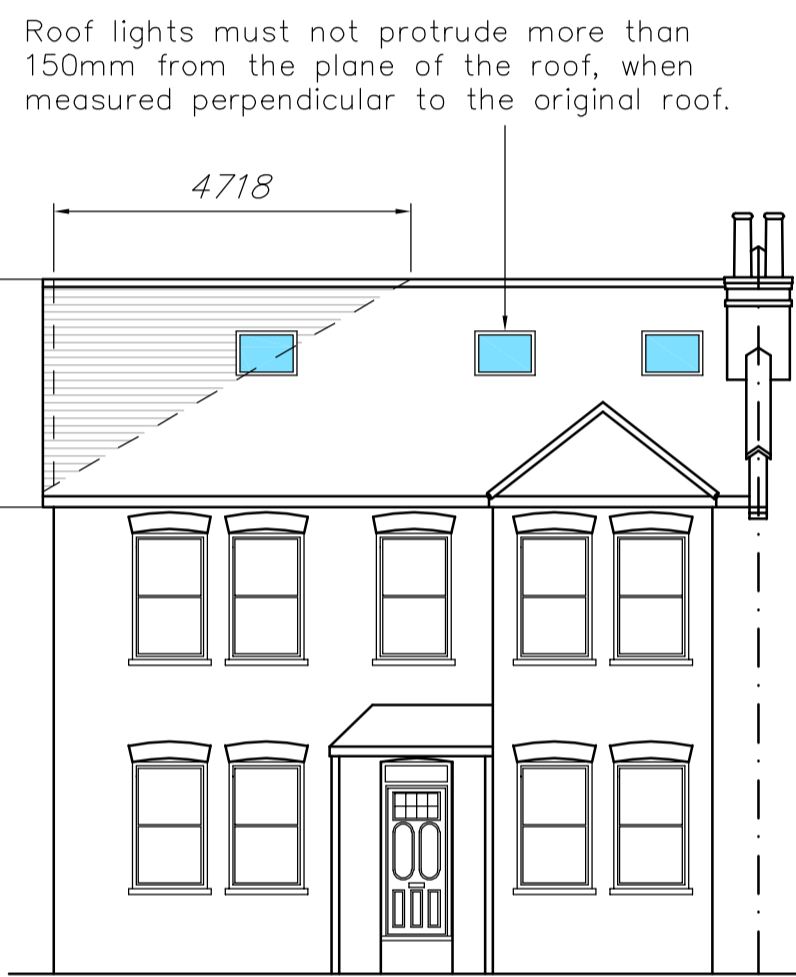 Roof lights must not protrude more than
150mm from the plane of the roof, when
measured perpendicular to the original roof.
4718